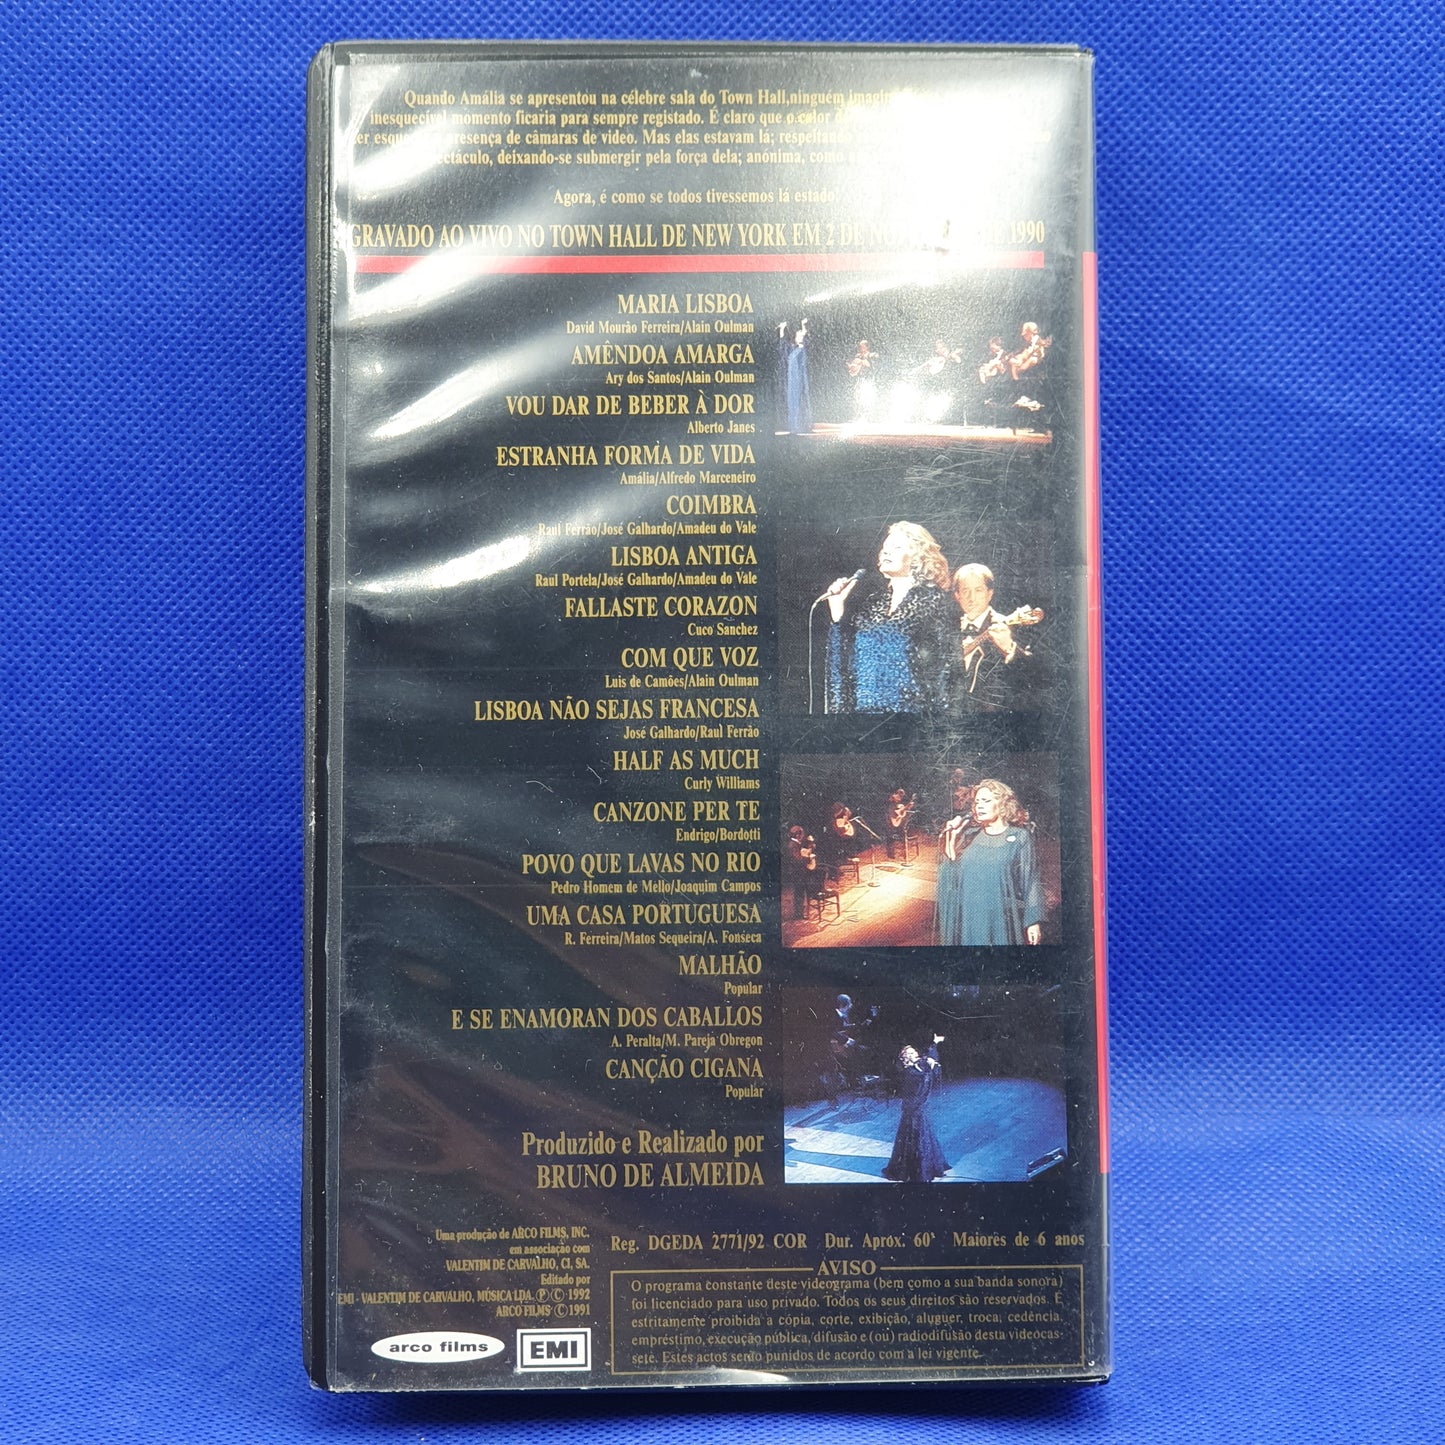 Quando Amália se apresentou na célebre sala do Town Hall, ninguém
inesquecível momento ficaria para sempre registado. É claro que o calor
presença de câmaras de video. Mas elas estavam lá; respeitando
deixando-se submergir pela força dela; anónima, como
Agora, é como se todos tivessemos lá estado
GRAVADO AO VIVO NO TOWN HALL DE NEW YORK EM 2 DE 1990
MARIA LISBOA
David Mourão Ferreira/Alain Oulman
AMÊNDOA AMARGA
Ary dos Santos/Alain Oulman
VOU DAR DE BEBER À DOR
Alberto Janes
ESTRANHA FORMA DE VIDA
Amália/Alfredo Marceneiro
COIMBRA
Raul Ferrão/José Galhardo/Amadeu do Vale
LISBOA ANTIGA
Raul Portela/José Galhardo/Amadeu do Vale
FALLASTE CORAZON
Cuco Sanchez
COM QUE VOZ
Luis de Camões/Alain Oulman
LISBOA NÃO SEJAS FRANCESA
José Galhardo/Raul Ferrão
HALF AS MUCH
Curly Williams
CANZONE PER TE
Endrigo/Bordotti
POVO QUE LAVAS NO RIO
Pedro Homem de Mello/Joaquim Campos
UMA CASA PORTUGUESA
R. Ferreira/Matos Sequeira/A. Fonseca
MALHÃO
Popular
E SE ENAMORAN DOS CABALLOS
A. Peralta/M. Pareja Obregon
CANÇÃO CIGANA
Popular
Produzido e Realizado por
BRUNO DE ALMEIDA
Uma produção de ARCO FILMS, INC.
em associação com
VALENTIM DE CARVALHO, CI, SA.
Editado por
EMI - VALENTIM DE CARVALHO, MÚSICA LDA. Ⓟ Ⓒ 1992
ARCO FILMS Ⓒ 1991
arco films
EMI
Reg. DGEDA 2771/92 COR Dur. Aprox. 60' Maiores de 6 anos
AVISO
O programa constante deste videograma (bem como a sua banda sonora)
foi licenciado para uso privado. Todos os seus direitos são reservados. É
estritamente proibida a cópia, corte, exibição, aluguer, troca, cedência,
empréstimo, execução pública, difusão e (ou) radiodifusão desta videocas-
sete. Estes actos serão punidos de acordo com a lei vigente.